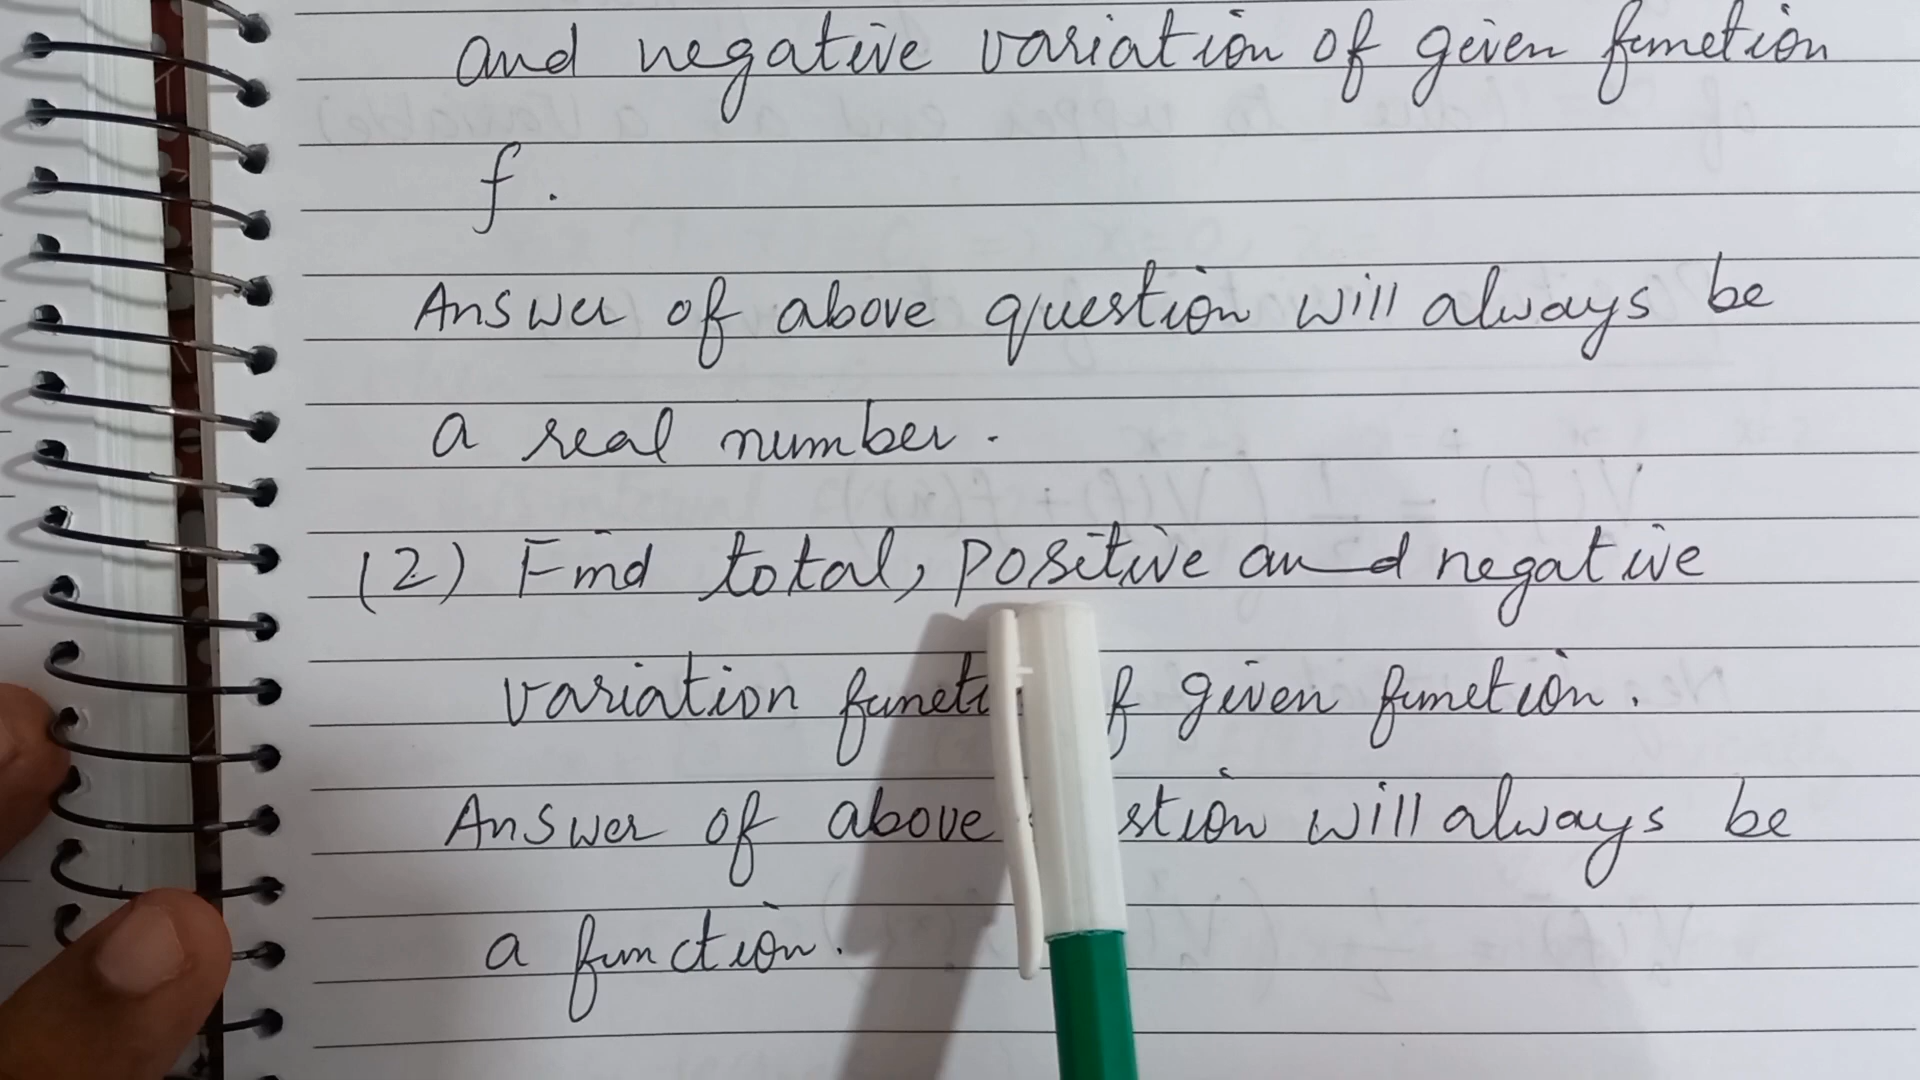 and negative variation of given function
f.
Answer of above question will always be
a real number.
(2) Find total, positive and negative
variation functi f given function.
Answer of above stion will always be
a function.